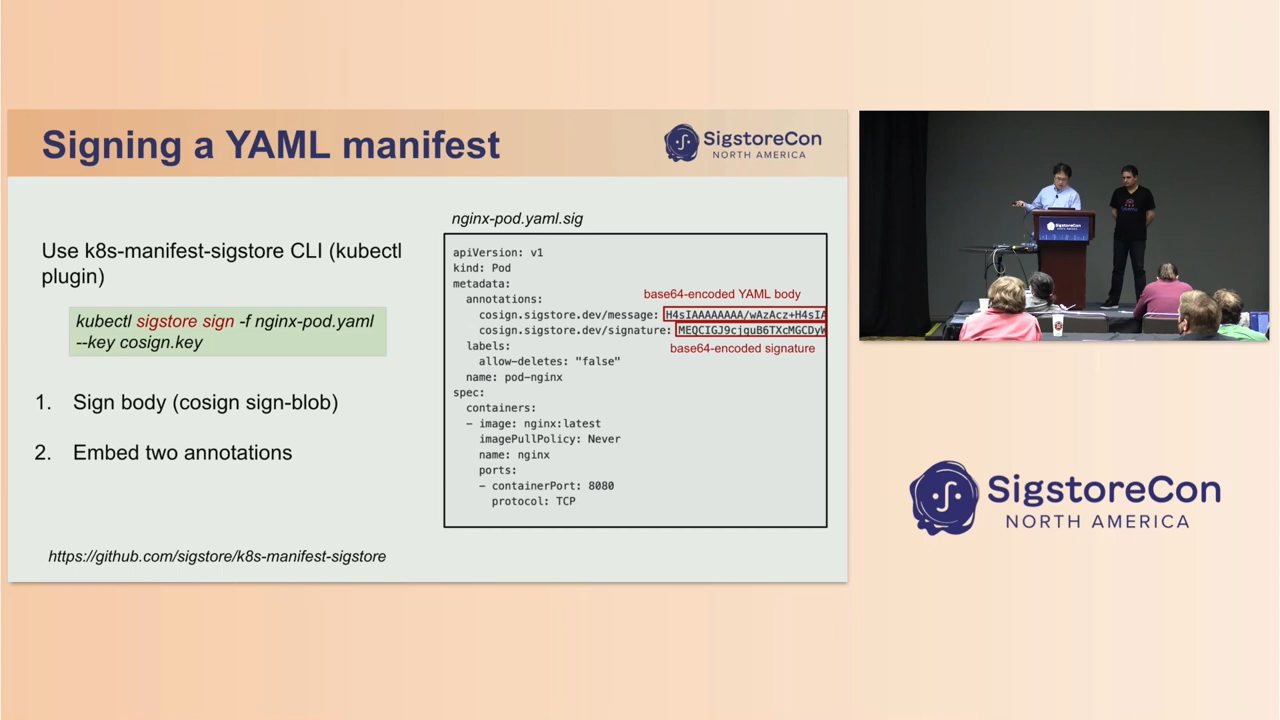 Signing a YAML manifest
SigstoreCon
NORTH AMERICA
Use k8s-manifest-sigstore CLI (kubectl
plugin)
kubectl sigstore sign -f nginx-pod.yaml
--key cosign.key
1. Sign body (cosign sign-blob)
2. Embed two annotations
https://github.com/sigstore/k8s-manifest-sigstore
nginx-pod.yaml.sig
apiVersion: v1
kind: Pod
metadata:
annotations:
base64-encoded YAML body
cosign.sigstore.dev/message: H4sIAAAAAAAA/wAzAcz+H4sIA
cosign.sigstore.dev/signature: MEQCIGJ9cjquB6TXcMGCDyW
base64-encoded signature
labels:
allow-deletes: "false"
name: pod-nginx
spec:
containers:
- image: nginx:latest
imagePullPolicy: Never
name: nginx
ports:
- containerPort: 8080
protocol: TCP
SigstoreCon
SigstoreCon
NORTH AMERICA